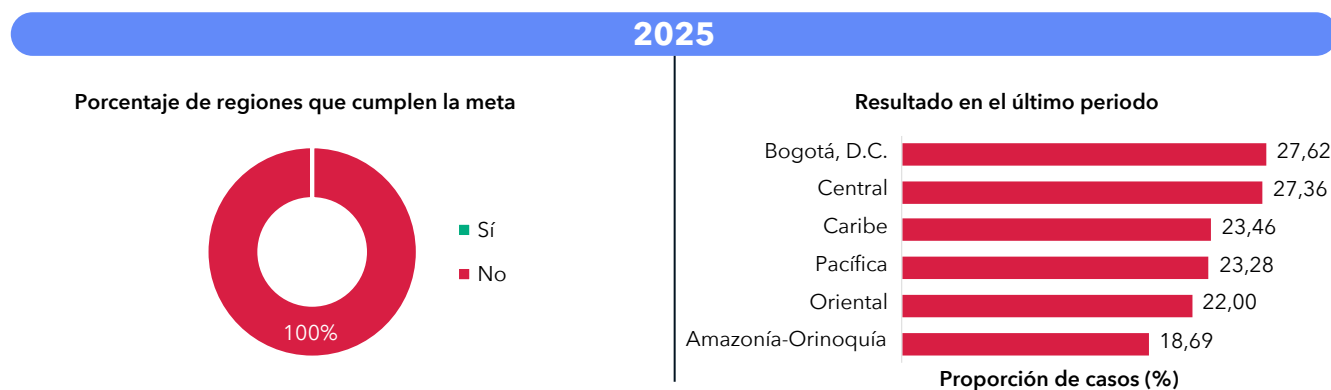 2025
Porcentaje de regiones que cumplen la meta
100%
Sí
No
Resultado en el último periodo
Bogotá, D.C. 27,62
Central 27,36
Caribe 23,46
Pacífica 23,28
Oriental 22,00
Amazonía-Orinoquía 18,69
Proporción de casos (%)